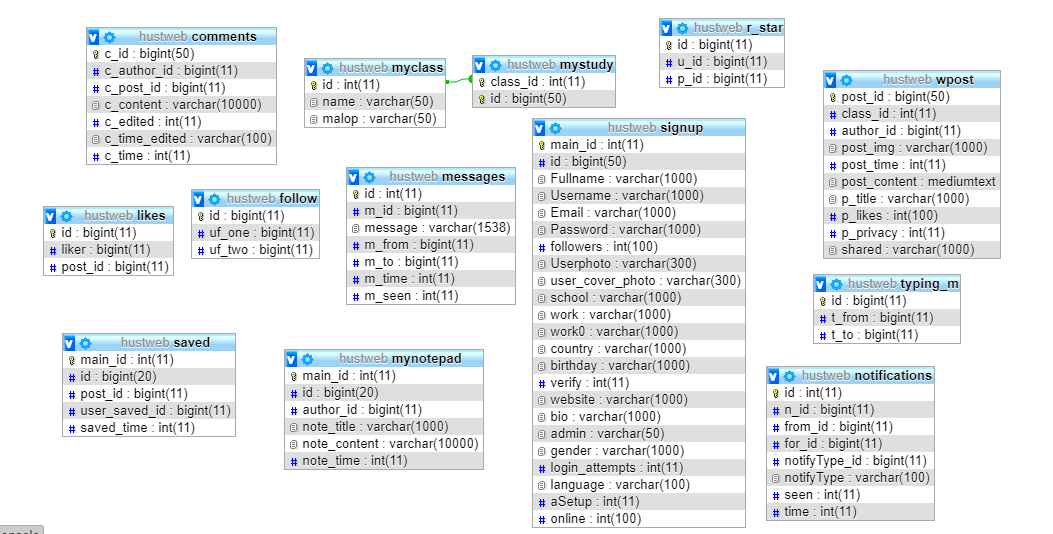 hustweb comments
c_id : bigint(50)
c_author_id : bigint(11)
c_post_id : bigint(11)
c_content : varchar(10000)
c_edited : int(11)
c_time_edited : varchar(100)
c_time : int(11)
hustweb myclass
id : int(11)
name : varchar(50)
malop : varchar(50)
hustweb mystudy
class_id : int(11)
id : bigint(50)
hustweb r_star
id : bigint(11)
u_id : bigint(11)
p_id : bigint(11)
hustweb wpost
post_id : bigint(50)
class_id : int(11)
author_id : bigint(11)
post_img : varchar(1000)
post_time : int(11)
post_content : mediumtext
p_title : varchar(1000)
p_likes : int(100)
p_privacy : int(11)
shared : varchar(1000)
hustweb signup
main_id : int(11)
id : bigint(50)
Fullname : varchar(1000)
Username : varchar(1000)
Email : varchar(1000)
Password : varchar(1000)
followers : int(100)
Userphoto : varchar(300)
user_cover_photo : varchar(300)
school : varchar(1000)
work : varchar(1000)
work0 : varchar(1000)
country : varchar(1000)
birthday : varchar(1000)
verify : int(11)
website : varchar(1000)
bio : varchar(1000)
admin : varchar(50)
gender : varchar(1000)
login_attempts : int(11)
language : varchar(100)
aSetup : int(11)
online : int(100)
hustweb messages
id : int(11)
m_id : bigint(11)
message : varchar(1538)
m_from : bigint(11)
m_to : bigint(11)
m_time : int(11)
m_seen : int(11)
hustweb follow
id : bigint(11)
uf_one : bigint(11)
uf_two : bigint(11)
hustweb likes
id : bigint(11)
liker : bigint(11)
post_id : bigint(11)
hustweb typing_m
id : bigint(11)
t_from : bigint(11)
t_to : bigint(11)
hustweb saved
main_id : int(11)
id : bigint(20)
post_id : bigint(11)
user_saved_id : bigint(11)
saved_time : int(11)
hustweb mynotepad
main_id : int(11)
id : bigint(20)
author_id : bigint(11)
note_title : varchar(1000)
note_content : varchar(10000)
note_time : int(11)
hustweb notifications
id : int(11)
n_id : bigint(11)
from_id : bigint(11)
for_id : bigint(11)
notifyType_id : bigint(11)
notifyType : varchar(100)
seen : int(11)
time : int(11)